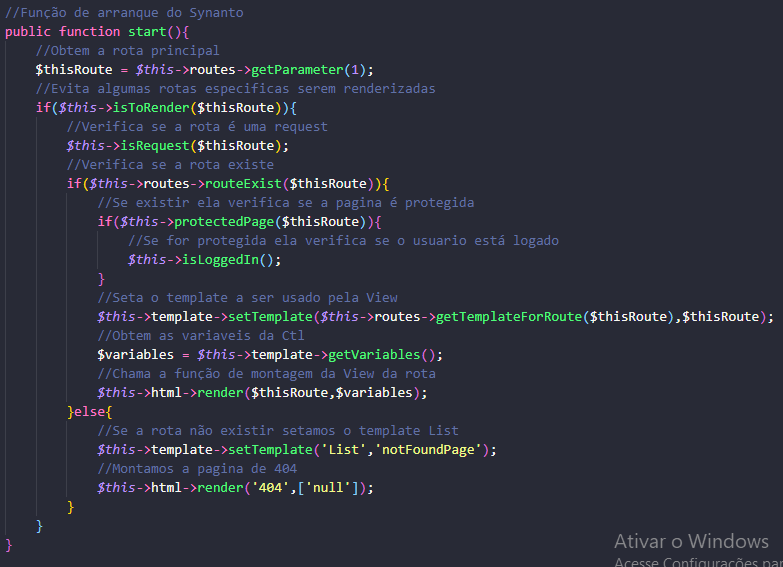 //Função de arranque do Synanto
public function start(){
//Obtem a rota principal
$thisRoute = $this->routes->getParameter(1);
//Evita algumas rotas especificas serem renderizadas
if($this->isToRender($thisRoute)){
//Verifica se a rota é uma request
$this->isRequest($thisRoute);
//Verifica se a rota existe
if($this->routes->routeExist($thisRoute)){
//Se existir ela verifica se a pagina é protegida
if($this->protectedPage($thisRoute)){
//Se for protegida ela verifica se o usuario está logado
$this->isLoggedIn();
}
//Seta o template a ser usado pela View
$this->template->setTemplate($this->routes->getTemplateForRoute($thisRoute),$thisRoute);
//Obtem as variaveis da Ctl
$variables = $this->template->getVariables();
//Chama a função de montagem da View da rota
$this->html->render($thisRoute,$variables);
}else{
//Se a rota não existir setamos o template List
$this->template->setTemplate('List','notFoundPage');
//Montamos a pagina de 404
$this->html->render('404',['null']);
}
}
}
Ativar o Windows
Acesse Configurações